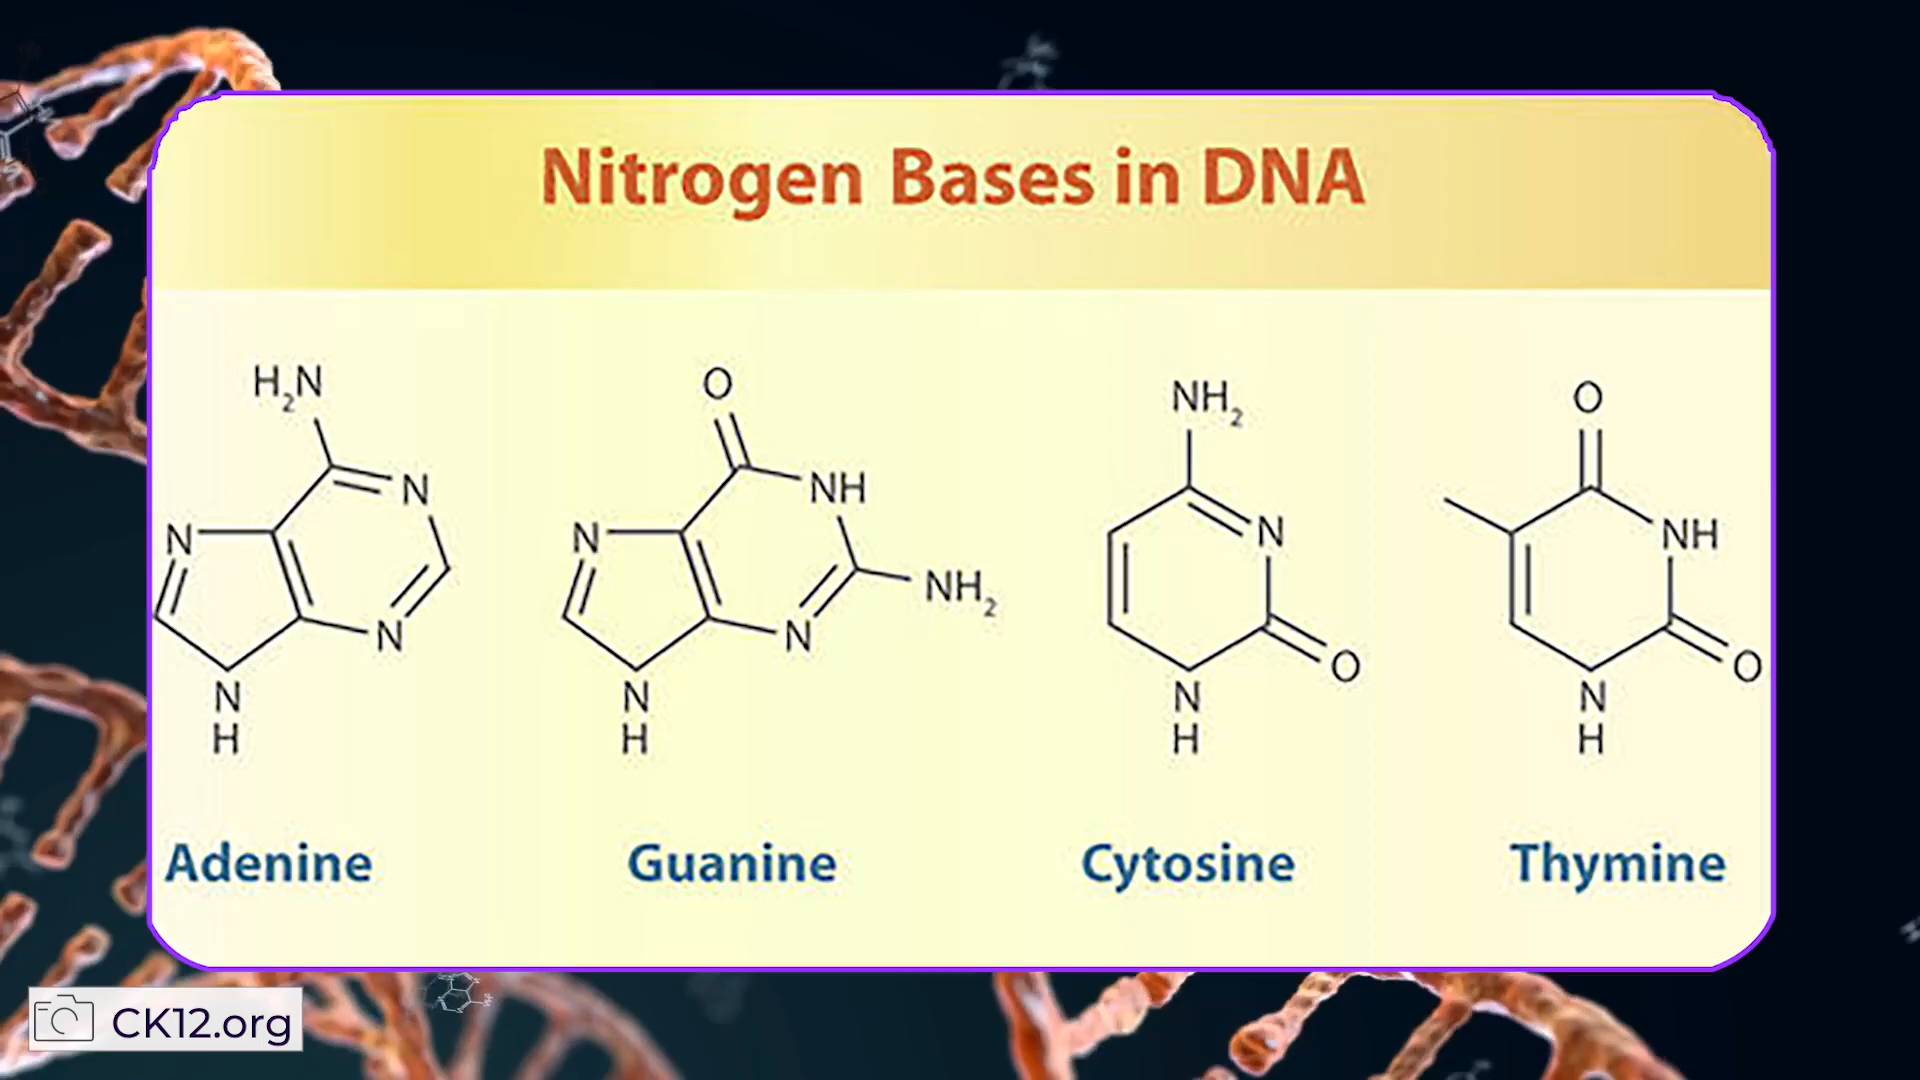 Nitrogen Bases in DNA
H₂N
N
N
N
N
H
Adenine
O
N
NH
N
NH₂
N
H
Guanine
NH₂
N
O
N
H
Cytosine
O
NH
O
N
H
Thymine
CK12.org